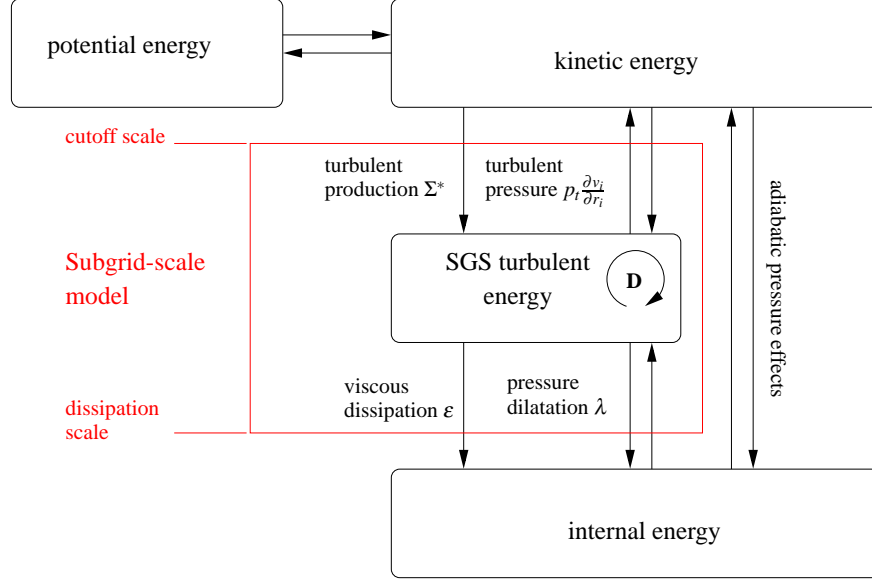 potential energy
kinetic energy
cutoff scale
turbulent
production Σ*
turbulent
pressure p_t ∂v_i/∂r_i
adiabatic pressure effects
Subgrid-scale
model
SGS turbulent
energy
D
viscous
dissipation ε
pressure
dilatation λ
dissipation
scale
internal energy